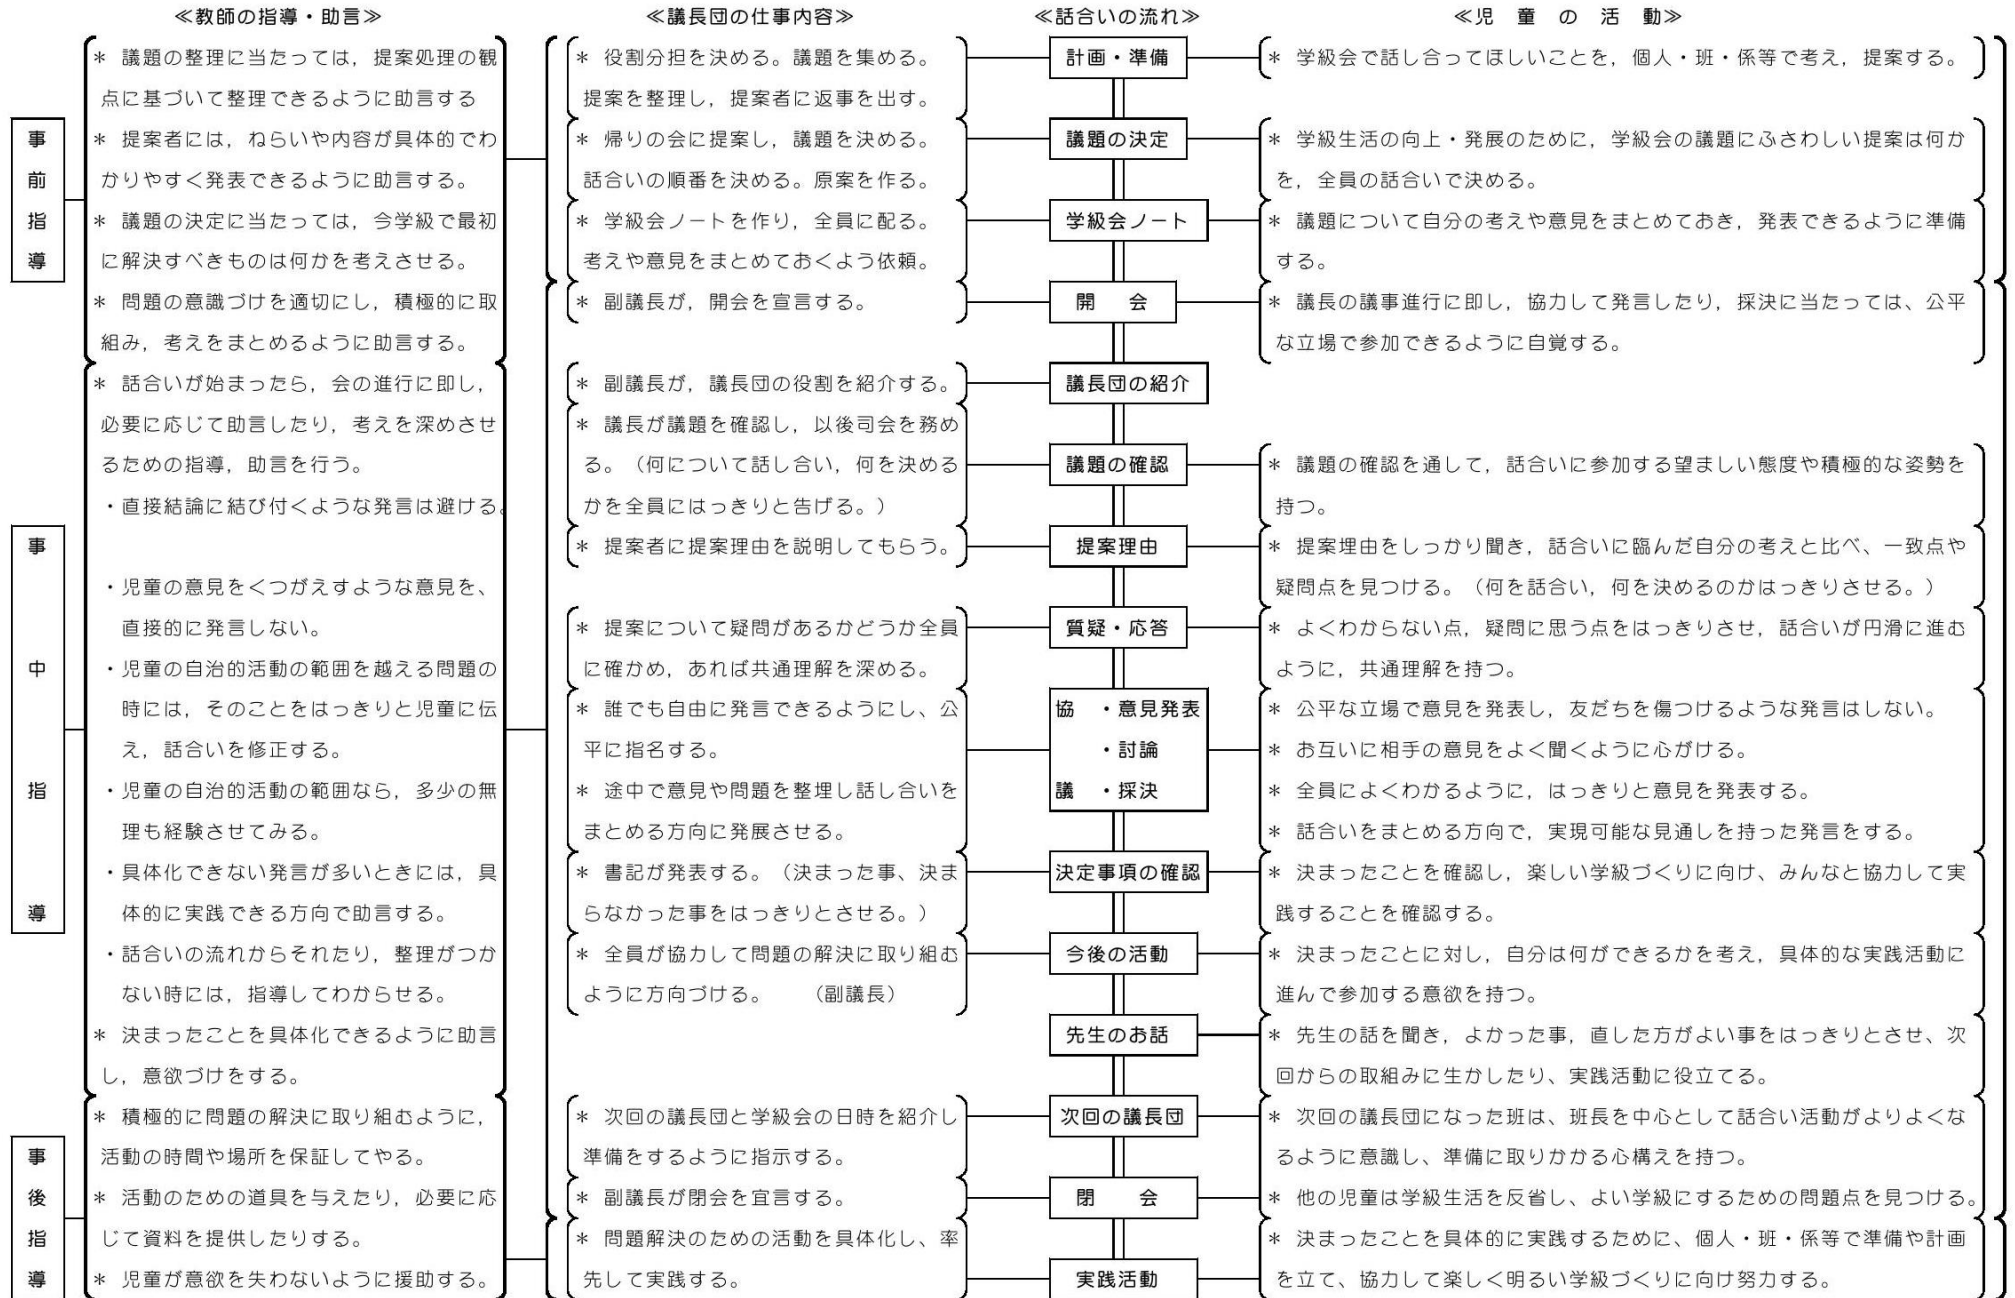 ≪教師の指導・助言≫
＊ 議題の整理に当たっては，提案処理の観
点に基づいて整理できるように助言する
＊ 提案者には，ねらいや内容が具体的でわ
かりやすく発表できるように助言する。
＊ 議題の決定に当たっては，今学級で最初
に解決すべきものは何かを考えさせる。
＊ 問題の意識づけを適切にし，積極的に取
組み，考えをまとめるように助言する。
事前指導
＊ 話合いが始まったら，会の進行に即し，
必要に応じて助言したり，考えを深めさせ
るための指導，助言を行う。
・直接結論に結び付くような発言は避ける。
・児童の意見をくつがえすような意見を、
直接的に発言しない。
・児童の自治的活動の範囲を越える問題の
時には，そのことをはっきりと児童に伝
え，話合いを修正する。
・児童の自治的活動の範囲なら，多少の無
理も経験させてみる。
・具体化できない発言が多いときには，具
体的に実践できる方向で助言する。
・話合いの流れからそれたり，整理がつか
ない時には，指導してわからせる。
＊ 決まったことを具体化できるように助言
し，意欲づけをする。
事中指導
＊ 積極的に問題の解決に取り組むように，
活動の時間や場所を保証してやる。
＊ 活動のための道具を与えたり，必要に応
じて資料を提供したりする。
＊ 児童が意欲を失わないように援助する。
事後指導
≪議長団の仕事内容≫
＊ 役割分担を決める。議題を集める。
提案を整理し，提案者に返事を出す。
＊ 帰りの会に提案し，議題を決める。
話合いの順番を決める。原案を作る。
＊ 学級会ノートを作り，全員に配る。
考えや意見をまとめておくよう依頼。
＊ 副議長が，開会を宣言する。
＊ 副議長が，議長団の役割を紹介する。
＊ 議長が議題を確認し，以後司会を務め
る。（何について話し合い，何を決める
かを全員にはっきりと告げる。）
＊ 提案者に提案理由を説明してもらう。
＊ 提案について疑問があるかどうか全員
に確かめ，あれば共通理解を深める。
＊ 誰でも自由に発言できるようにし、公
平に指名する。
＊ 途中で意見や問題を整埋し話し合いを
まとめる方向に発展させる。
＊ 書記が発表する。（決まった事、決ま
らなかった事をはっきりとさせる。）
＊ 全員が協力して問題の解決に取り組む
ように方向づける。　（副議長）
＊ 次回の議長団と学級会の日時を紹介し
準備をするように指示する。
＊ 副議長が閉会を宣言する。
＊ 問題解決のための活動を具体化し、率
先して実践する。
≪話合いの流れ≫
計画・準備
議題の決定
学級会ノート
開　会
議長団の紹介
議題の確認
提案理由
質疑・応答
協　・意見発表
・討論
議　・採決
決定事項の確認
今後の活動
先生のお話
次回の議長団
閉　会
実践活動
≪児　童　の　活　動≫
＊ 学級会で話し合ってほしいことを，個人・班・係等で考え，提案する。
＊ 学級生活の向上・発展のために，学級会の議題にふさわしい提案は何か
を，全員の話合いで決める。
＊ 議題について自分の考えや意見をまとめておき，発表できるように準備
する。
＊ 議長の議事進行に即し，協力して発言したり，採決に当たっては、公平
な立場で参加できるように自覚する。
＊ 議題の確認を通して，話合いに参加する望ましい態度や積極的な姿勢を
持つ。
＊ 提案理由をしっかり聞き，話合いに臨んだ自分の考えと比べ、一致点や
疑問点を見つける。（何を話合い，何を決めるのかはっきりさせる。）
＊ よくわからない点，疑問に思う点をはっきりさせ，話合いが円滑に進む
ように，共通理解を持つ。
＊ 公平な立場で意見を発表し，友だちを傷つけるような発言はしない。
＊ お互いに相手の意見をよく聞くように心がける。
＊ 全員によくわかるように，はっきりと意見を発表する。
＊ 話合いをまとめる方向で，実現可能な見通しを持った発言をする。
＊ 決まったことを確認し，楽しい学級づくりに向け、みんなと協力して実
践することを確認する。
＊ 決まったことに対し，自分は何ができるかを考え，具体的な実践活動に
進んで参加する意欲を持つ。
＊ 先生の話を聞き，よかった事，直した方がよい事をはっきりとさせ、次
回からの取組みに生かしたり、実践活動に役立てる。
＊ 次回の議長団になった班は、班長を中心として話合い活動がよりよくな
るように意識し、準備に取りかかる心構えを持つ。
＊ 他の児童は学級生活を反省し、よい学級にするための問題点を見つける。
＊ 決まったことを具体的に実践するために、個人・班・係等で準備や計画
を立て、協力して楽しく明るい学級づくりに向け努力する。